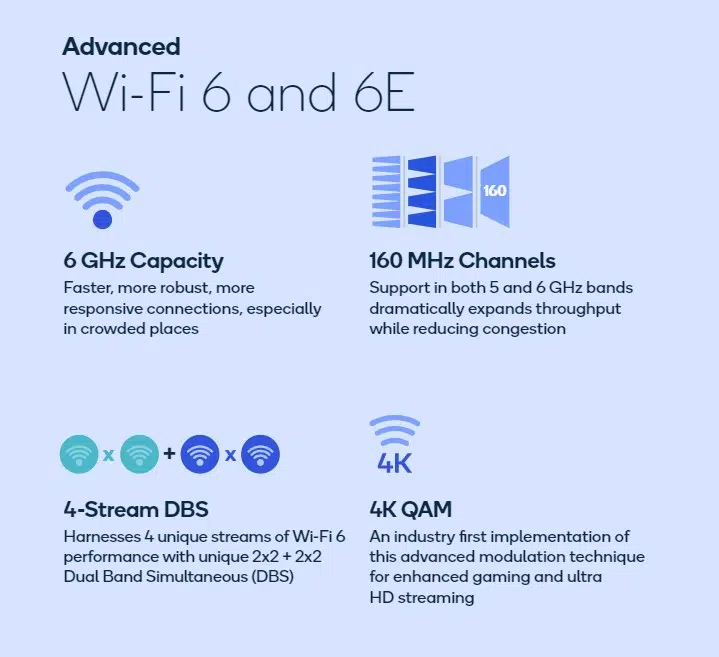 Advanced
Wi-Fi 6 and 6E
160
6 GHz Capacity
Faster, more robust, more
responsive connections, especially
in crowded places
160 MHz Channels
Support in both 5 and 6 GHz bands
dramatically expands throughput
while reducing congestion
x + x
4-Stream DBS
Harnesses 4 unique streams of Wi-Fi 6
performance with unique 2x2 + 2x2
Dual Band Simultaneous (DBS)
4K
4K QAM
An industry first implementation of
this advanced modulation technique
for enhanced gaming and ultra
HD streaming